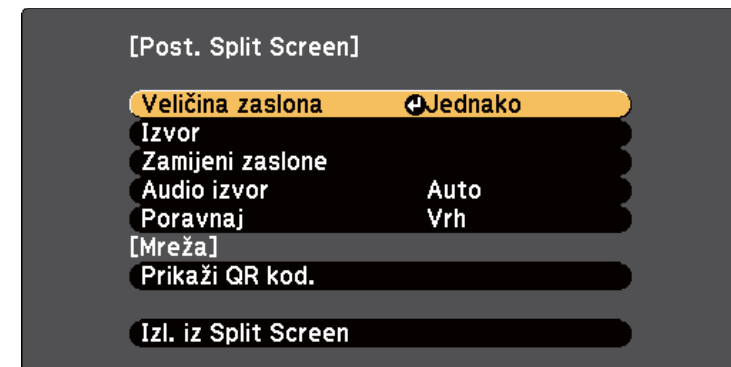 [Post. Split Screen]
Veličina zaslona Jednako
Izvor
Zamijeni zaslone
Audio izvor Auto
Poravnaj Vrh
[Mreža]
Prikaži QR kod.
Izl. iz Split Screen